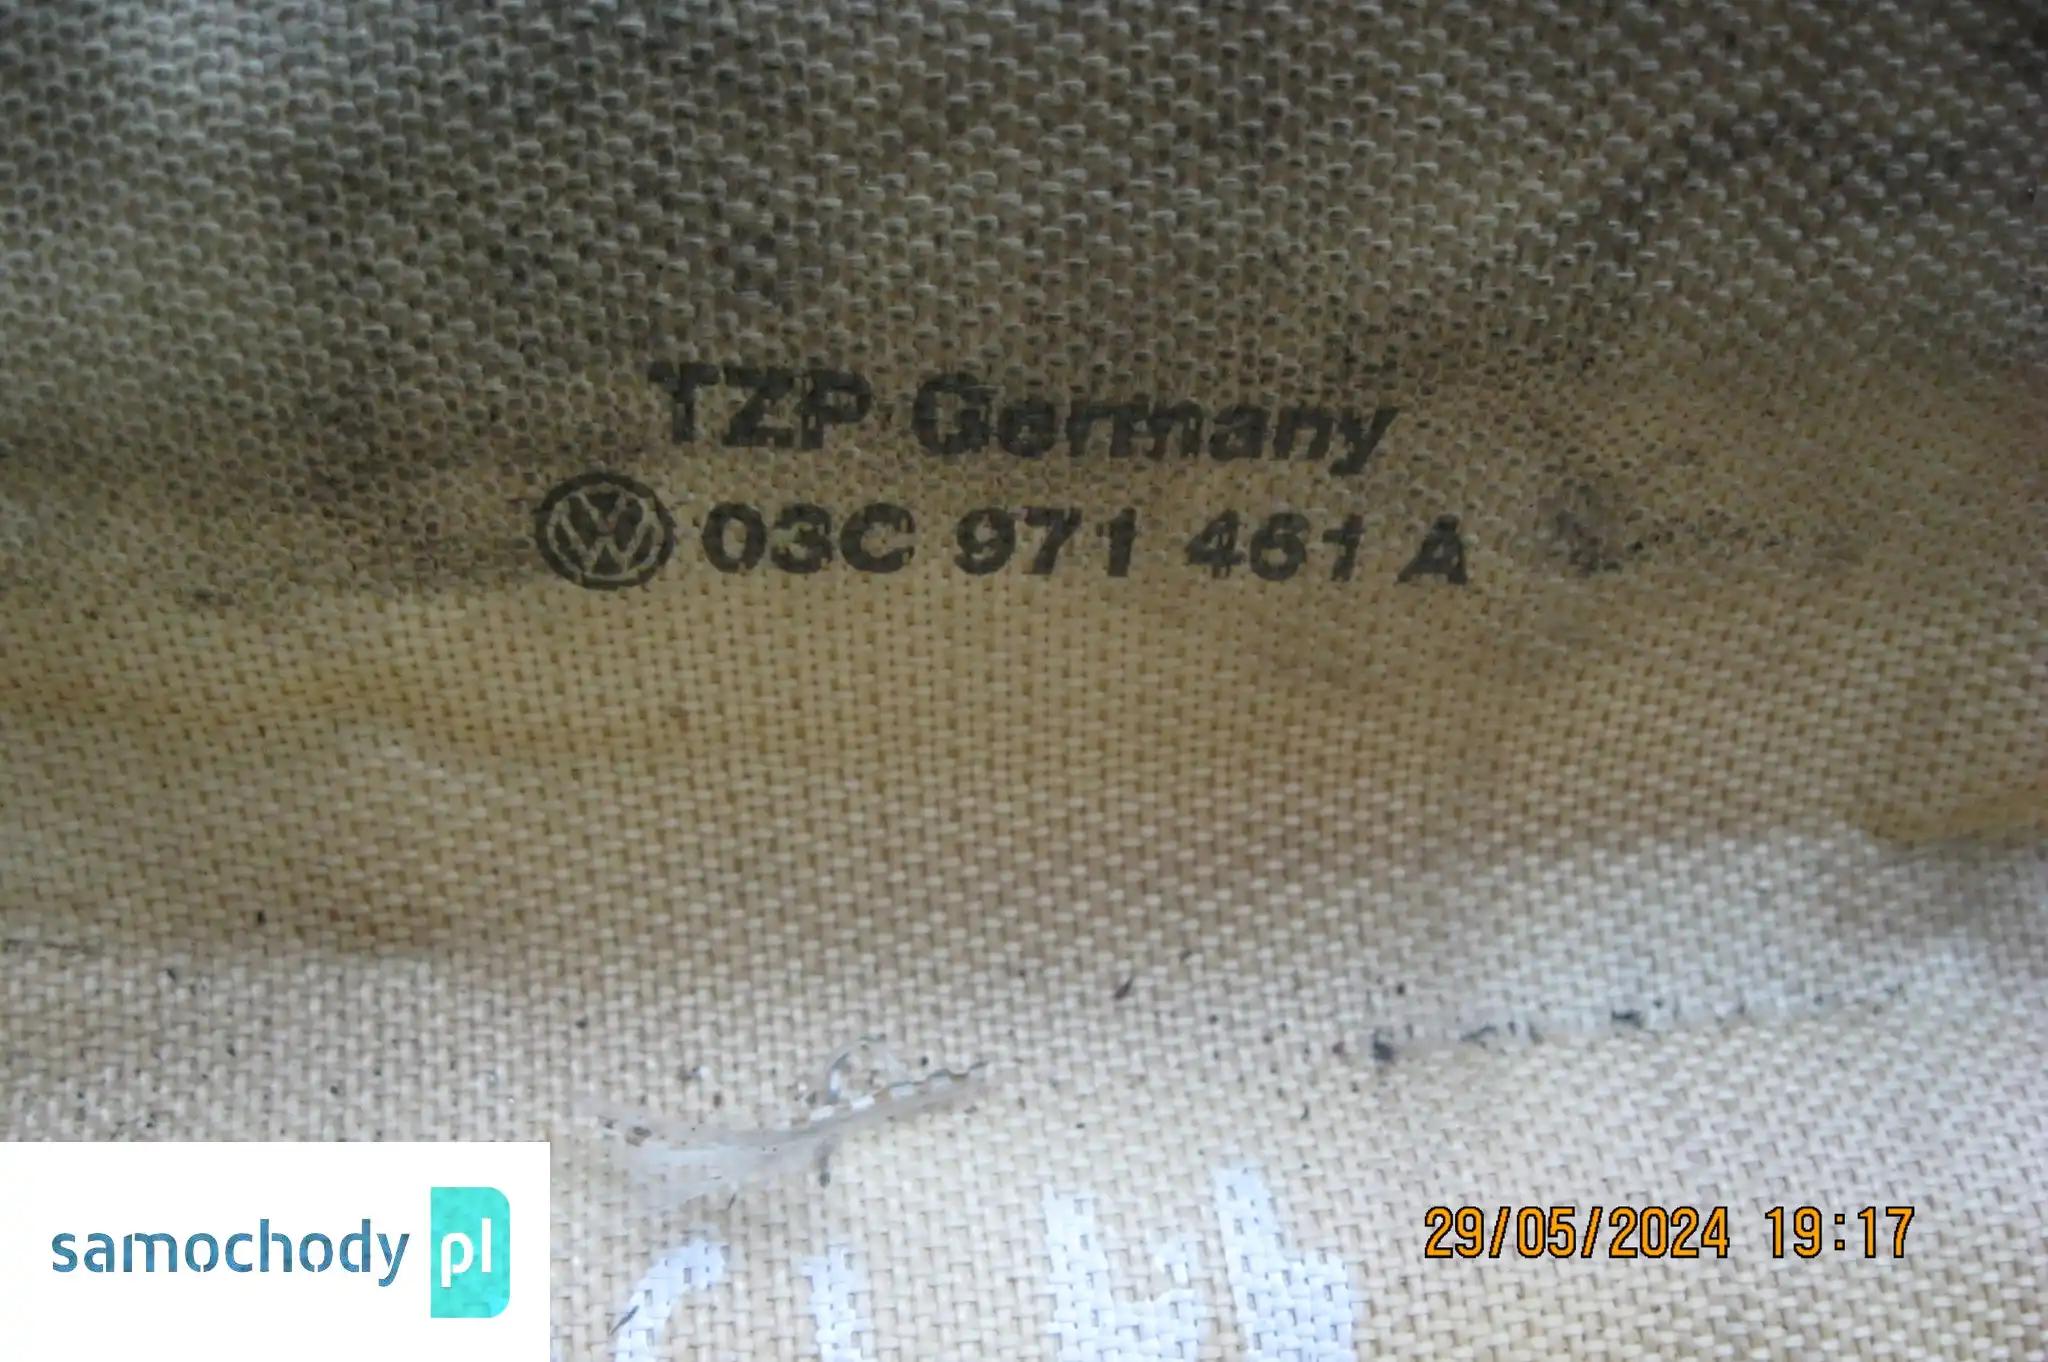 TZP Germany
03C 971 461 A
samochody pl
29/05/2024 19:17